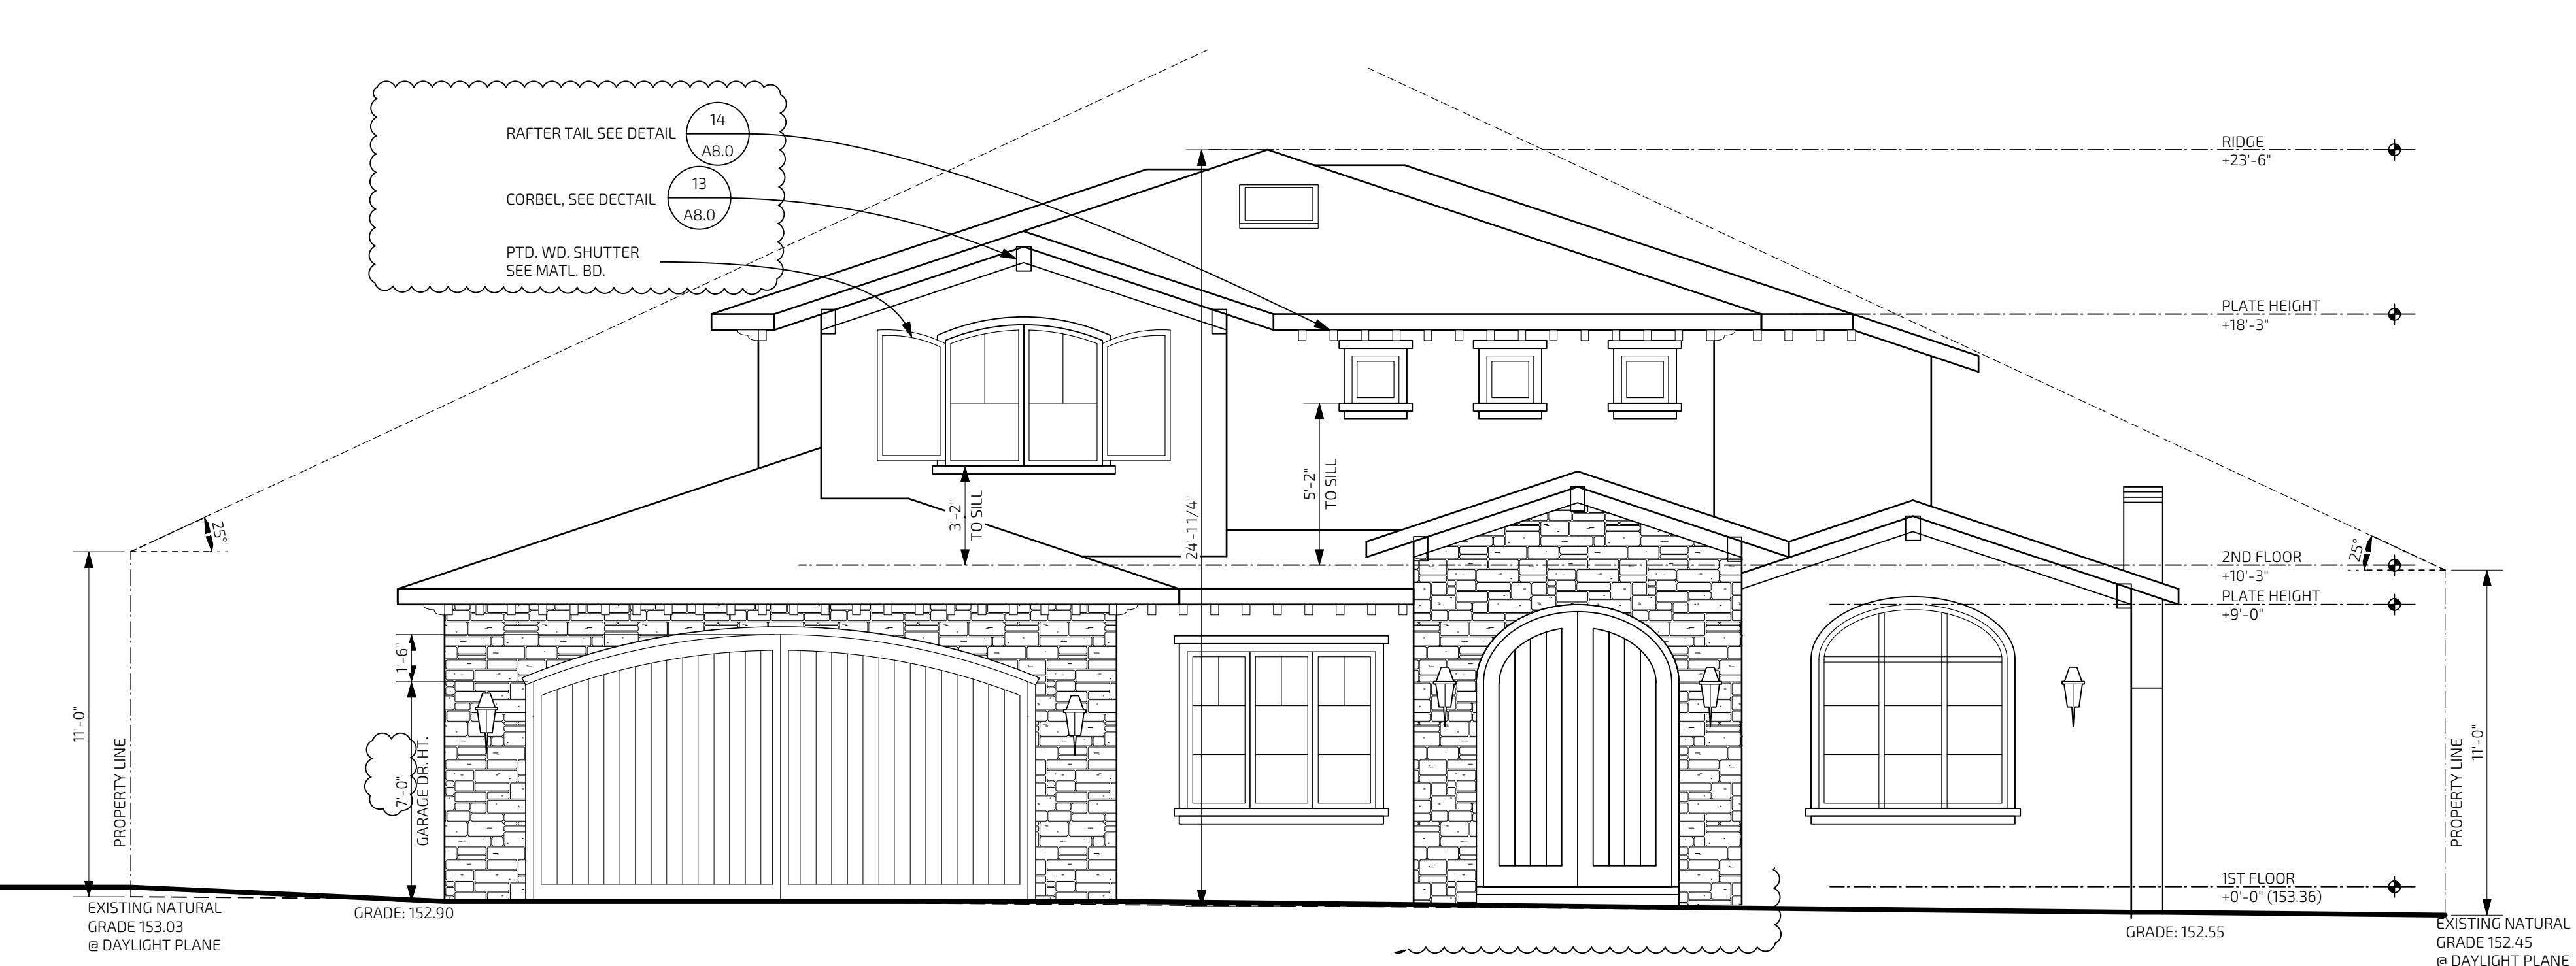 RAFTER TAIL SEE DETAIL
14
A8.0
CORBEL, SEE DECTAIL
13
A8.0
PTD. WD. SHUTTER
SEE MATL. BD.
RIDGE
+23'-6"
PLATE HEIGHT
+18'-3"
25°
3'-2"
TO SILL
24'-1 1/4"
5'-2"
TO SILL
25°
2ND FLOOR
+10'-3"
PLATE HEIGHT
+9'-0"
11'-0"
PROPERTY LINE
1'-6"
7'-0"
GARAGE DR. HT.
PROPERTY LINE
11'-0"
1ST FLOOR
+0'-0" (153.36)
EXISTING NATURAL
GRADE 153.03
@ DAYLIGHT PLANE
GRADE: 152.90
GRADE: 152.55
EXISTING NATURAL
GRADE 152.45
@ DAYLIGHT PLANE